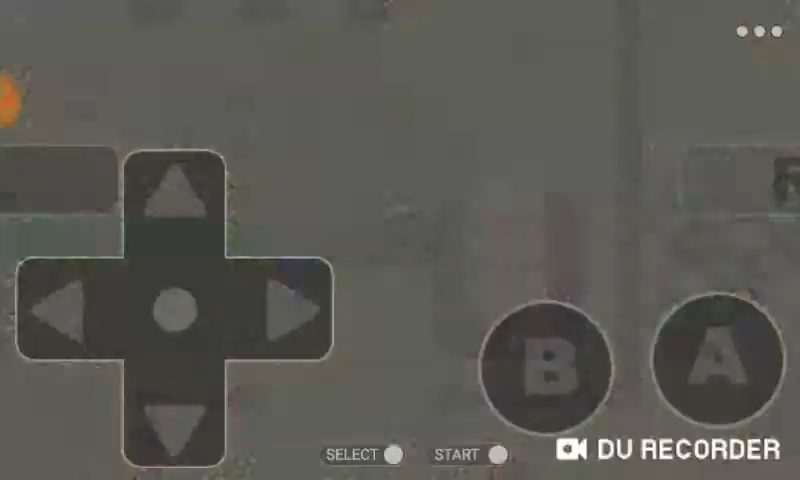 R
B
A
SELECT
START
DU RECORDER